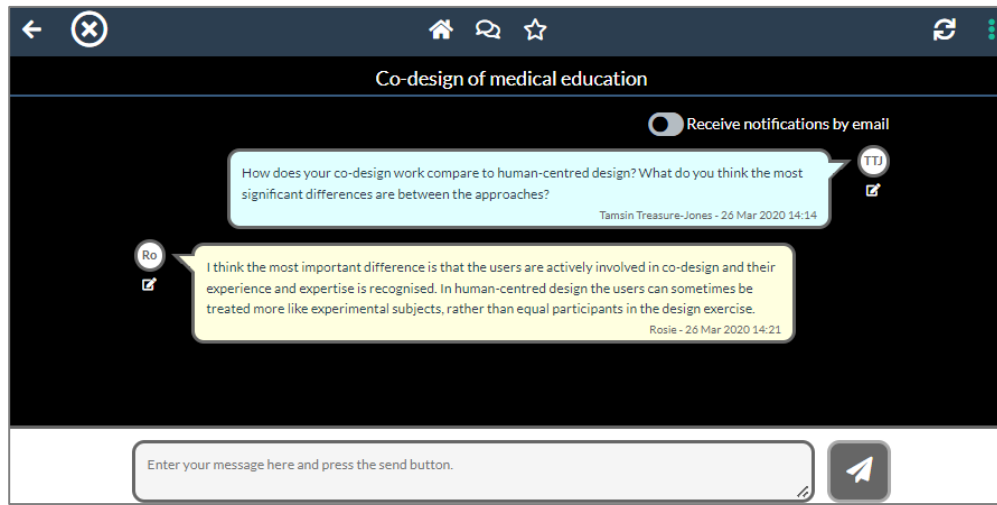 Co-design of medical education
Receive notifications by email
TTJ
How does your co-design work compare to human-centred design? What do you think the most
significant differences are between the approaches?
Tamsin Treasure-Jones - 26 Mar 2020 14:14
Ro
I think the most important difference is that the users are actively involved in co-design and their
experience and expertise is recognised. In human-centred design the users can sometimes be
treated more like experimental subjects, rather than equal participants in the design exercise.
Rosie - 26 Mar 2020 14:21
Enter your message here and press the send button.